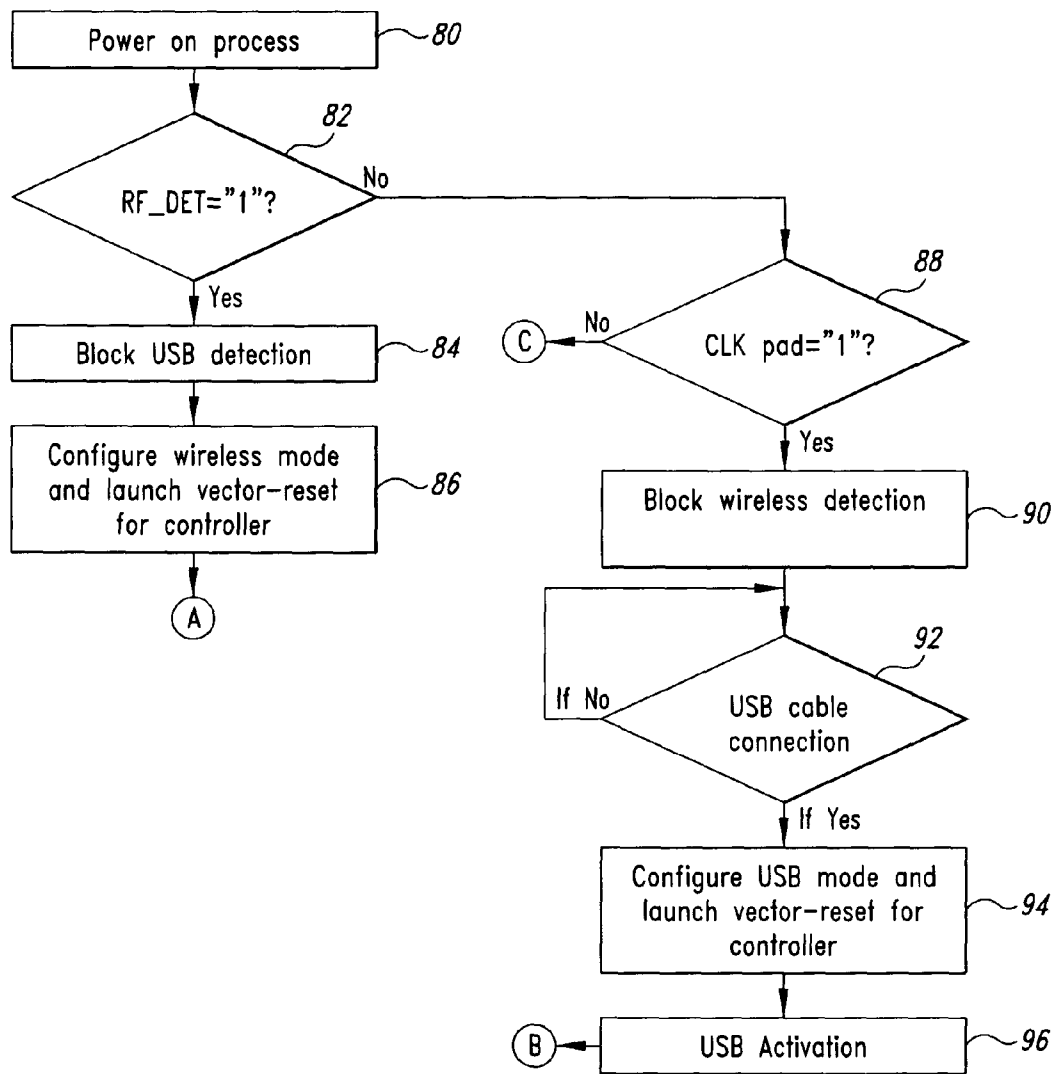 Power on process
80
RF_DET="1"?
82
No
Yes
Block USB detection
84
Configure wireless mode
and launch vector-reset
for controller
86
A
CLK pad="1"?
88
No
C
Yes
Block wireless detection
90
USB cable
connection
92
If No
If Yes
Configure USB mode and
launch vector-reset for
controller
94
USB Activation
96
B